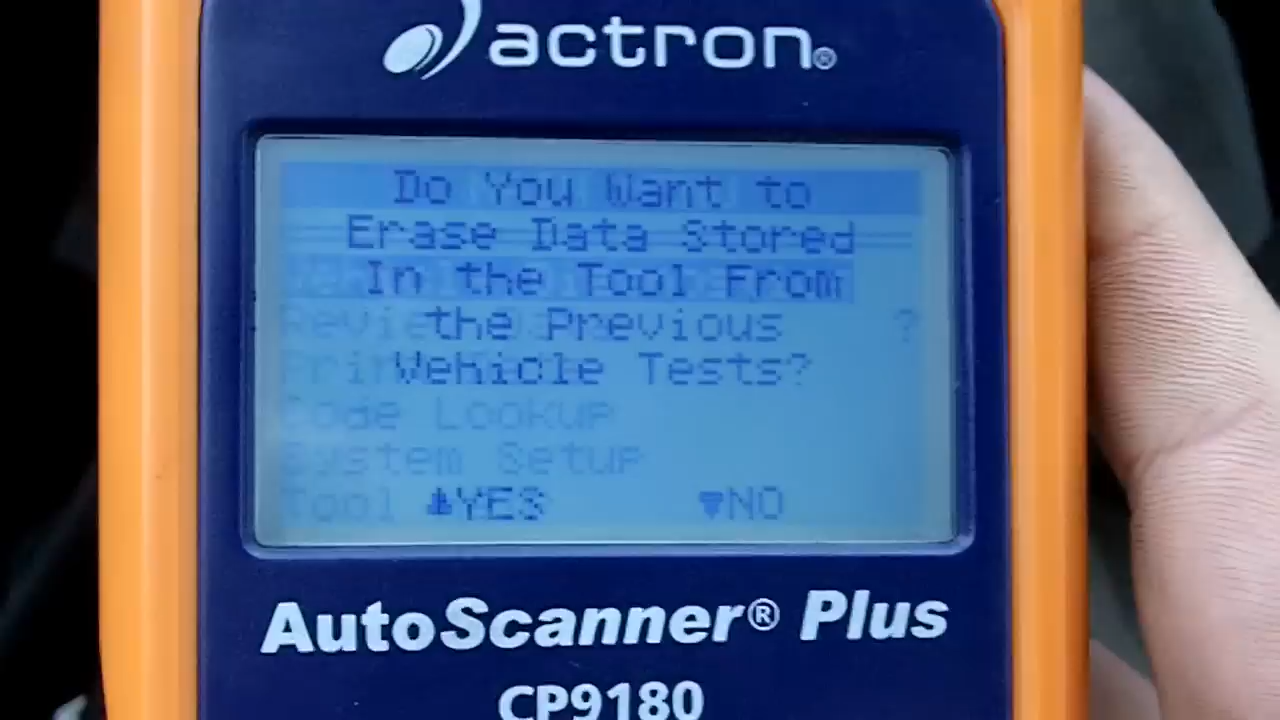 actron®
Do You Want to
Erase Data Stored
In the Tool From
the Previous
Vehicle Tests?
Code Lookup
System Setup
Tool
▲YES ▼NO
AutoScanner® Plus
CP9180